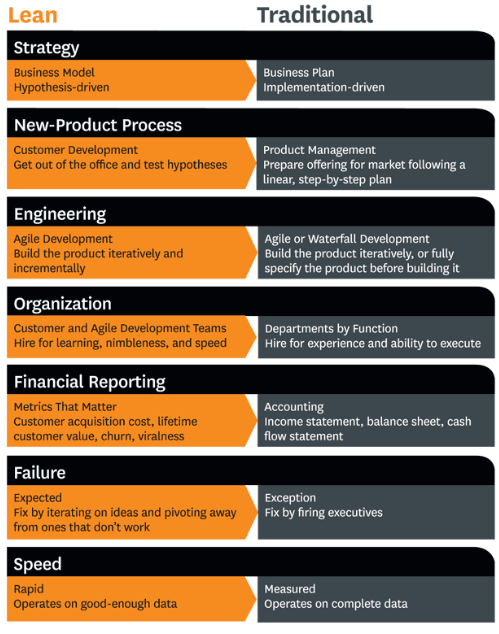 Lean
Traditional
Strategy
Business Model
Hypothesis-driven
Business Plan
Implementation-driven
New-Product Process
Customer Development
Get out of the office and test hypotheses
Product Management
Prepare offering for market following a
linear, step-by-step plan
Engineering
Agile Development
Build the product iteratively and
incrementally
Agile or Waterfall Development
Build the product iteratively, or fully
specify the product before building it
Organization
Customer and Agile Development Teams
Hire for learning, nimbleness, and speed
Departments by Function
Hire for experience and ability to execute
Financial Reporting
Metrics That Matter
Customer acquisition cost, lifetime
customer value, churn, viralness
Accounting
Income statement, balance sheet, cash
flow statement
Failure
Expected
Fix by iterating on ideas and pivoting away
from ones that don't work
Exception
Fix by firing executives
Speed
Rapid
Operates on good-enough data
Measured
Operates on complete data